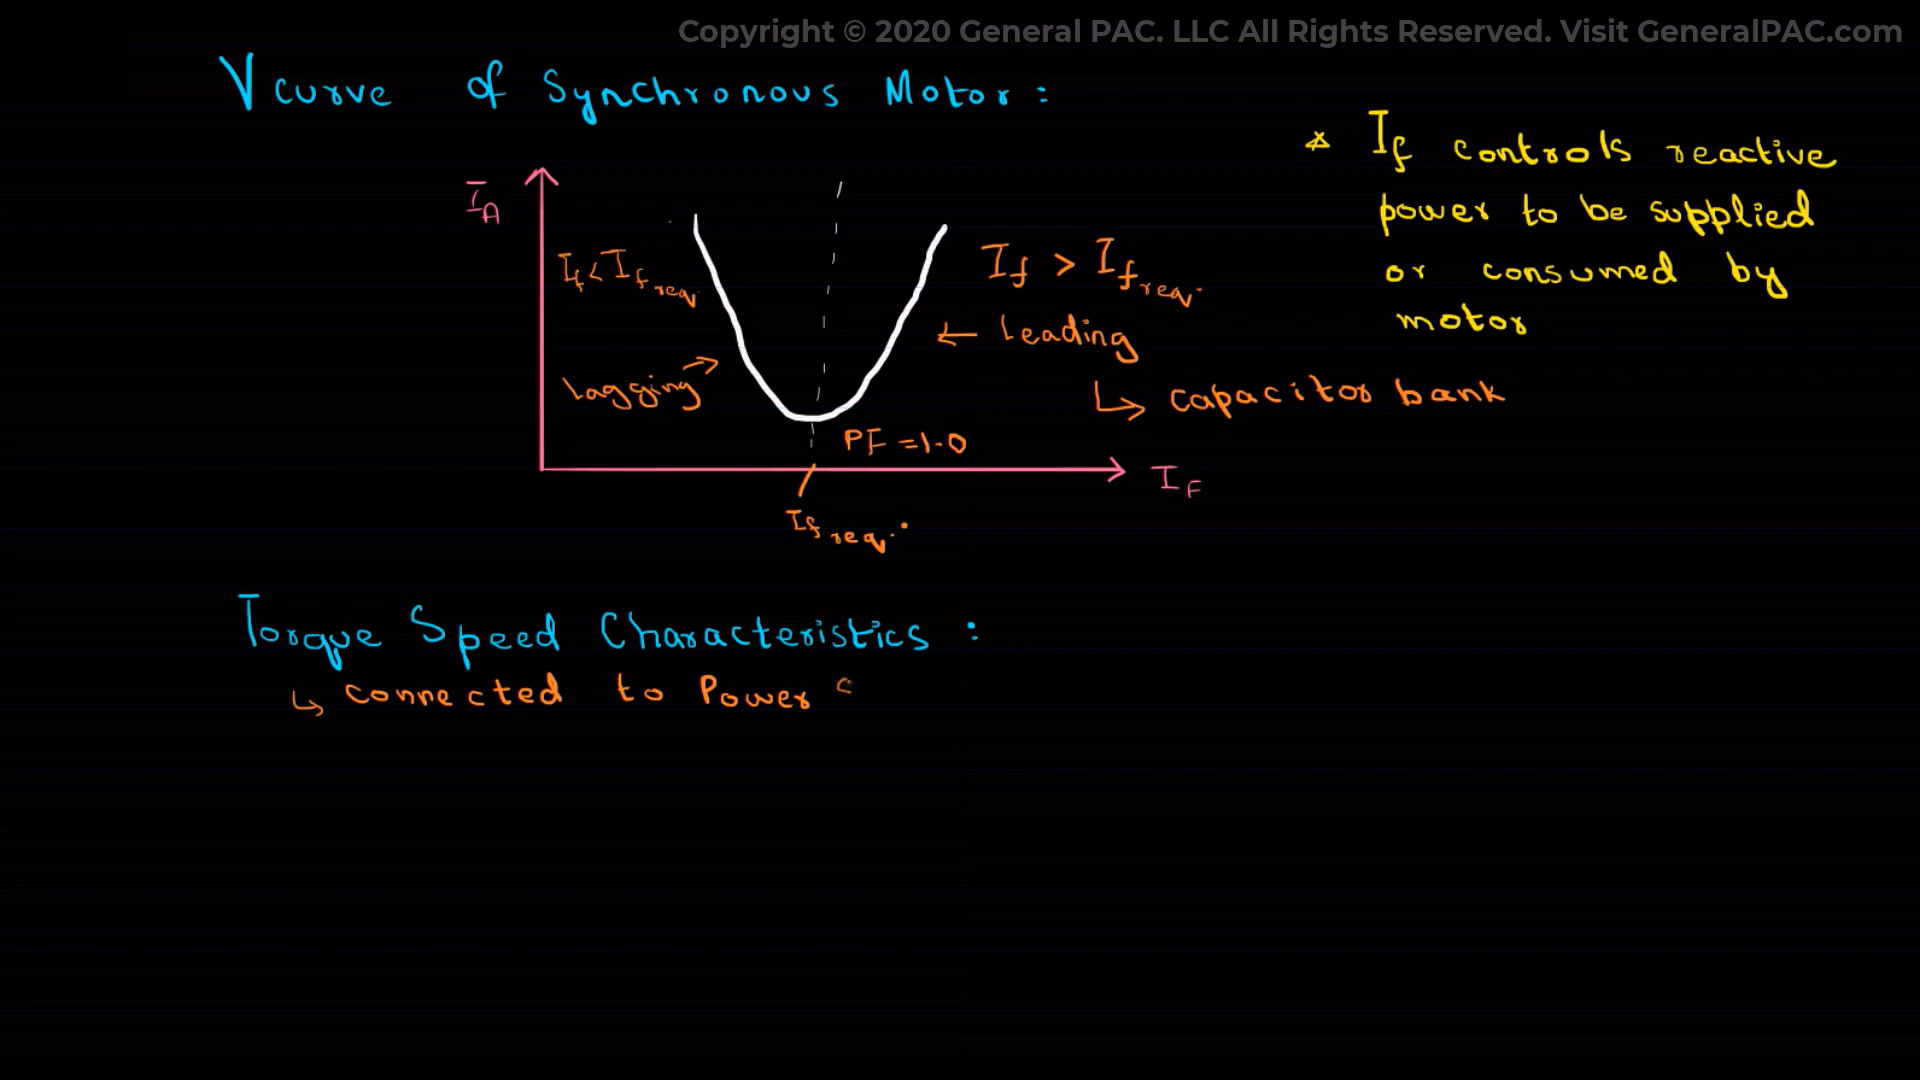 Copyright © 2020 General PAC. LLC All Rights Reserved. Visit GeneralPAC.com
V curve of Synchronous Motor:
* If controls reactive
power to be supplied
or consumed by
motor
IA
If < If req.
If > If req.
← Leading
Lagging →
↳ capacitor bank
PF = 1.0
IF
If req.
Torque Speed Characteristics:
↳ connected to Power